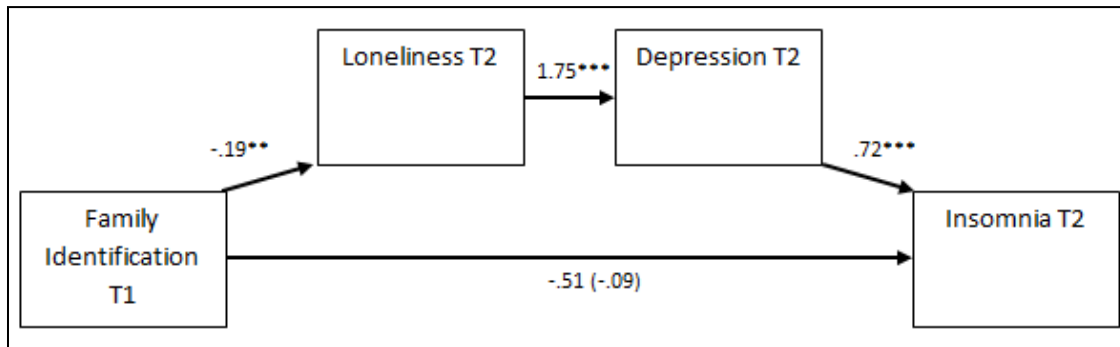 Loneliness T2
1.75***
Depression T2
-.19**
.72***
Family
Identification
T1
Insomnia T2
-.51 (-.09)